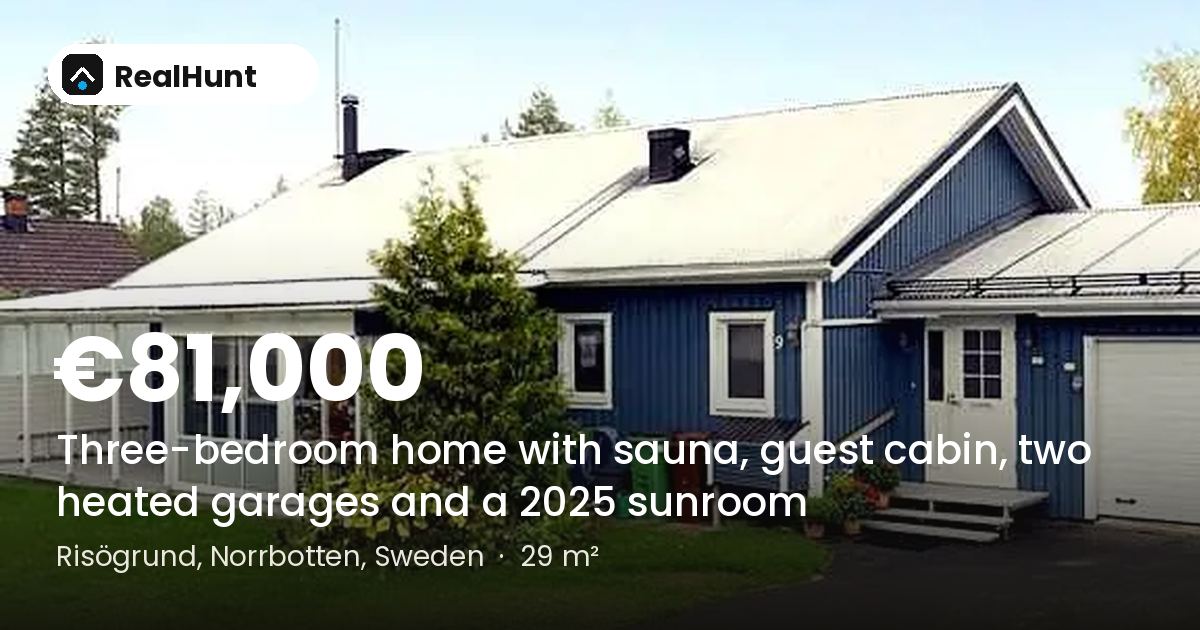 RealHunt
9
€81,000
Three-bedroom home with sauna, guest cabin, two
heated garages and a 2025 sunroom
Risögrund, Norrbotten, Sweden · 29 m²